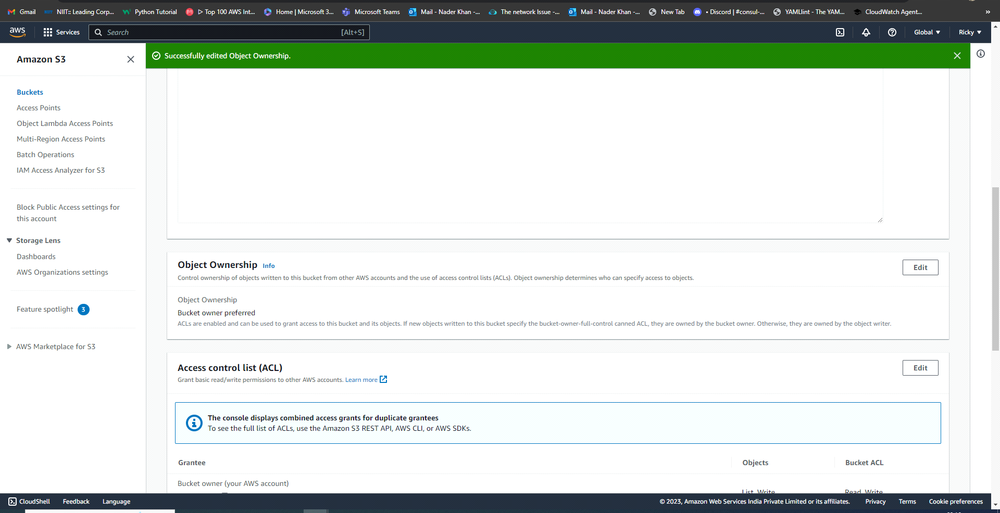 Gmail
NIIT:: Leading Corp...
Python Tutorial
▷ Top 100 AWS Int...
Home | Microsoft 3...
Microsoft Teams
Mail - Nader Khan -...
The network Issue -...
Mail - Nader Khan -...
New Tab
• Discord | #consul-...
YAMLlint - The YAM...
CloudWatch Agent...
»
aws
Services
Search
[Alt+S]
Global ▼
Ricky ▼
Amazon S3
Successfully edited Object Ownership.
Buckets
Access Points
Object Lambda Access Points
Multi-Region Access Points
Batch Operations
IAM Access Analyzer for S3
Block Public Access settings for
this account
Storage Lens
Dashboards
AWS Organizations settings
Feature spotlight 3
AWS Marketplace for S3
Object Ownership Info
Edit
Control ownership of objects written to this bucket from other AWS accounts and the use of access control lists (ACLs). Object ownership determines who can specify access to objects.
Object Ownership
Bucket owner preferred
ACLs are enabled and can be used to grant access to this bucket and its objects. If new objects written to this bucket specify the bucket-owner-full-control canned ACL, they are owned by the bucket owner. Otherwise, they are owned by the object writer.
Access control list (ACL)
Edit
Grant basic read/write permissions to other AWS accounts. Learn more
The console displays combined access grants for duplicate grantees
To see the full list of ACLs, use the Amazon S3 REST API, AWS CLI, or AWS SDKs.
Grantee
Objects
Bucket ACL
Bucket owner (your AWS account)
List, Write
Read, Write
CloudShell
Feedback
Language
© 2023, Amazon Web Services India Private Limited or its affiliates.
Privacy
Terms
Cookie preferences